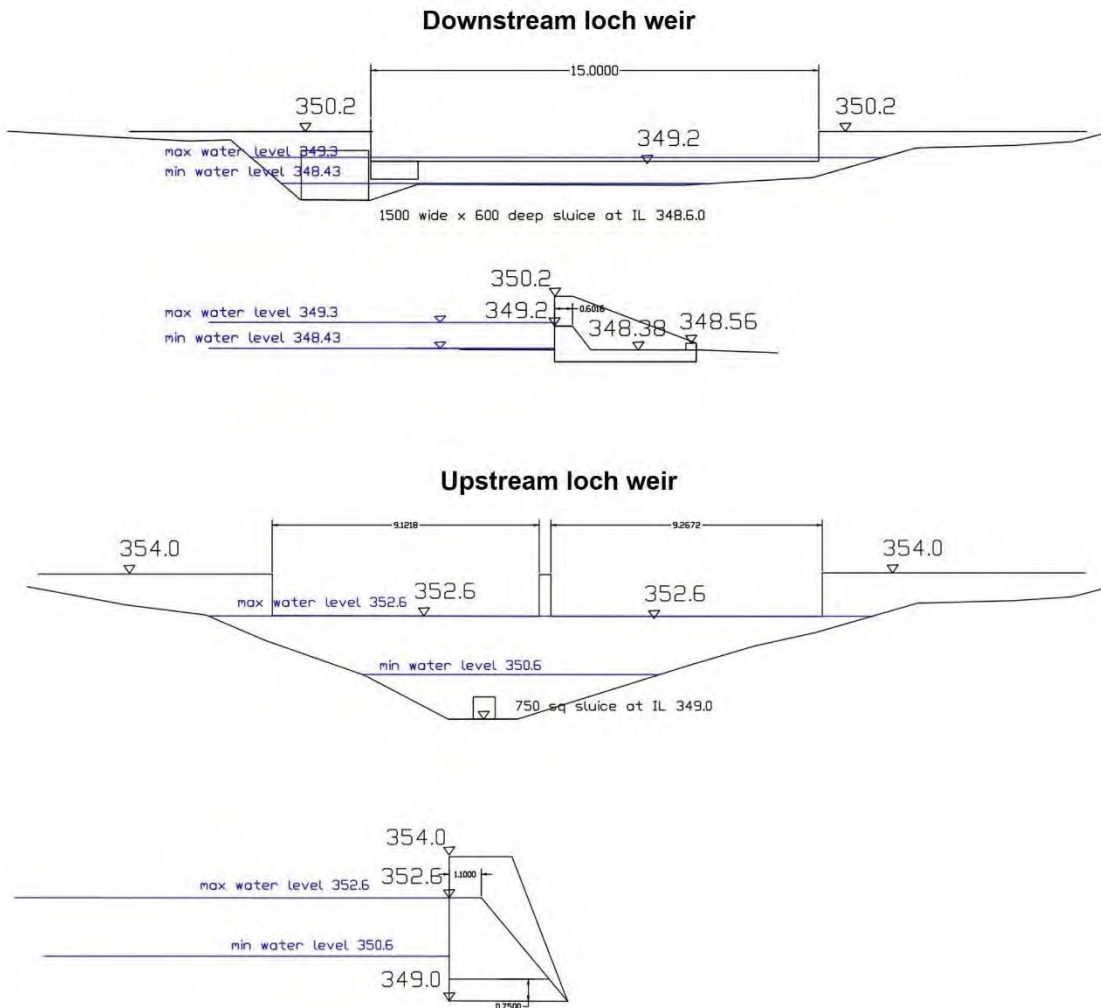 Downstream loch weir
15.0000
350.2
350.2
349.2
max water level 349.3
min water level 348.43
1500 wide x 600 deep sluice at IL 348.6.0
350.2
max water level 349.3
349.2
0.6016
min water level 348.43
348.38
348.56
Upstream loch weir
9.1218
9.2672
354.0
354.0
max water level 352.6
352.6
352.6
min water level 350.6
750 sq sluice at IL 349.0
354.0
max water level 352.6
352.6
1.1000
min water level 350.6
349.0
0.7500